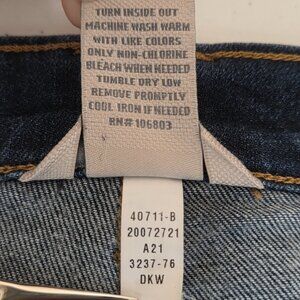 TURN INSIDE OUT
MACHINE WASH WARM
WITH LIKE COLORS
ONLY NON-CHLORINE
BLEACH WHEN NEEDED
TUMBLE DRY LOW
REMOVE PROMPTLY
COOL IRON IF NEEDED
RN# 106803
40711-B
20072721
A21
3237-76
DKW